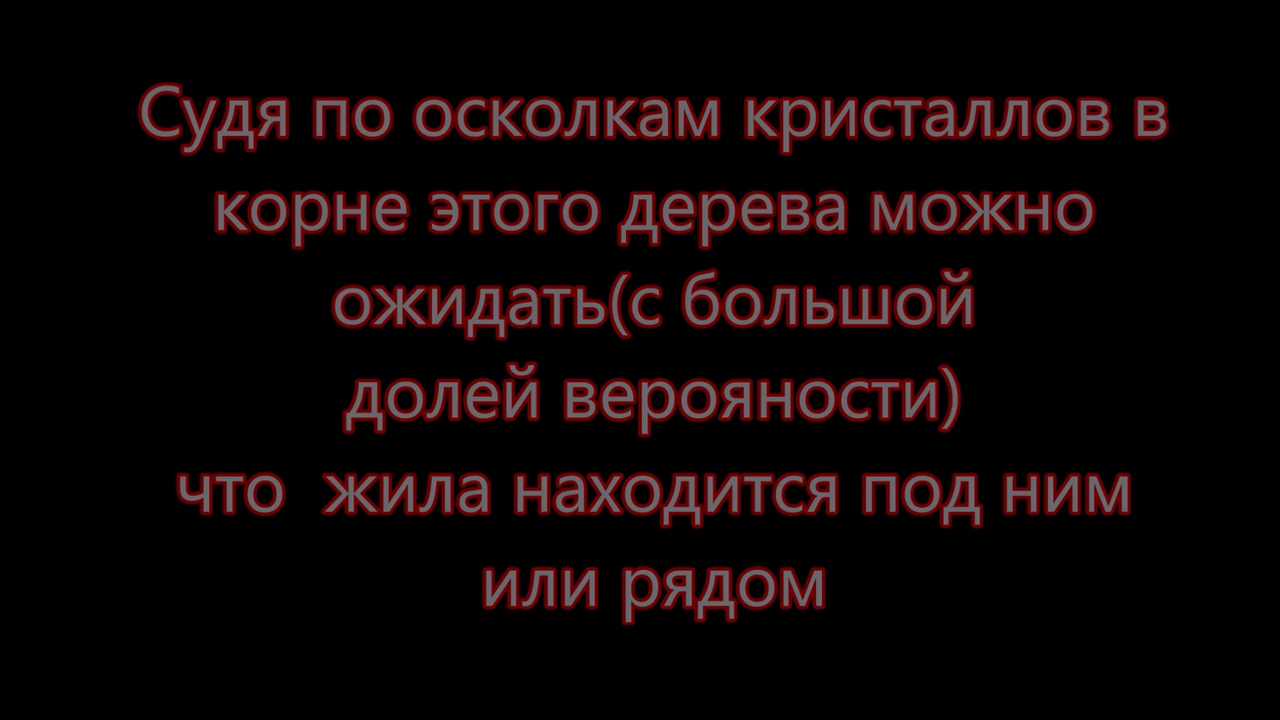 Судя по осколкам кристаллов в
корне этого дерева можно
ожидать(с большой
долей верояности)
что  жила находится под ним
или рядом